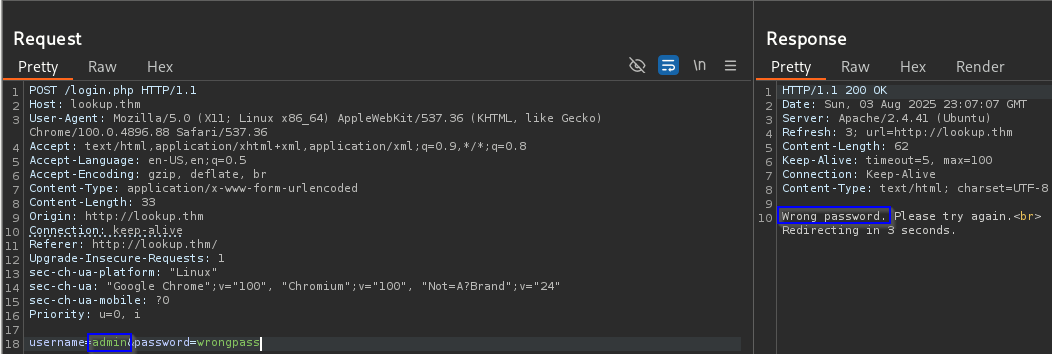 Request
Pretty Raw Hex
\n
1 POST /login.php HTTP/1.1
2 Host: lookup.thm
3 User-Agent: Mozilla/5.0 (X11; Linux x86_64) AppleWebKit/537.36 (KHTML, like Gecko)
Chrome/100.0.4896.88 Safari/537.36
4 Accept: text/html,application/xhtml+xml,application/xml;q=0.9,*/*;q=0.8
5 Accept-Language: en-US,en;q=0.5
6 Accept-Encoding: gzip, deflate, br
7 Content-Type: application/x-www-form-urlencoded
8 Content-Length: 33
9 Origin: http://lookup.thm
10 Connection: keep-alive
11 Referer: http://lookup.thm/
12 Upgrade-Insecure-Requests: 1
13 sec-ch-ua-platform: "Linux"
14 sec-ch-ua: "Google Chrome";v="100", "Chromium";v="100", "Not=A?Brand";v="24"
15 sec-ch-ua-mobile: ?0
16 Priority: u=0, i
17
18 username=admin&password=wrongpass
Response
Pretty Raw Hex Render
1 HTTP/1.1 200 OK
2 Date: Sun, 03 Aug 2025 23:07:07 GMT
3 Server: Apache/2.4.41 (Ubuntu)
4 Refresh: 3; url=http://lookup.thm
5 Content-Length: 62
6 Keep-Alive: timeout=5, max=100
7 Connection: Keep-Alive
8 Content-Type: text/html; charset=UTF-8
9
10 Wrong password. Please try again.<br>
Redirecting in 3 seconds.